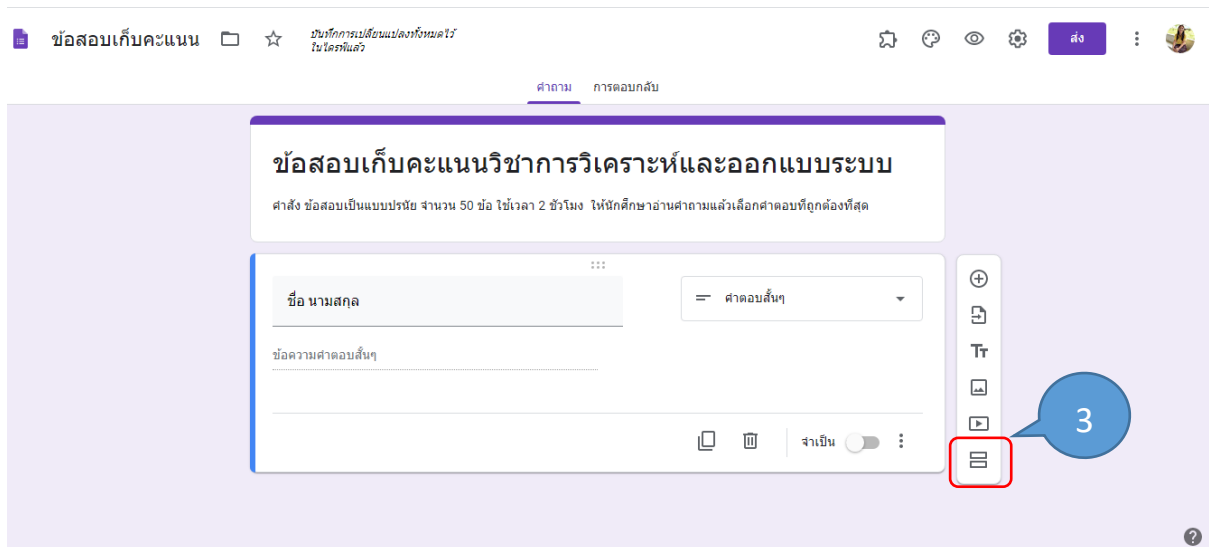 ข้อสอบเก็บคะแนน
บันทึกการเปลี่ยนแปลงทั้งหมดไว้
ในไดรฟ์แล้ว
ส่ง
คำถาม การตอบกลับ
ข้อสอบเก็บคะแนนวิชาการวิเคราะห์และออกแบบระบบ
คำสั่ง ข้อสอบเป็นแบบปรนัย จำนวน 50 ข้อ ใช้เวลา 2 ชั่วโมง ให้นักศึกษาอ่านคำถามแล้วเลือกคำตอบที่ถูกต้องที่สุด
ชื่อ นามสกุล
คำตอบสั้นๆ
ข้อความคำตอบสั้นๆ
Tт
3
จำเป็น